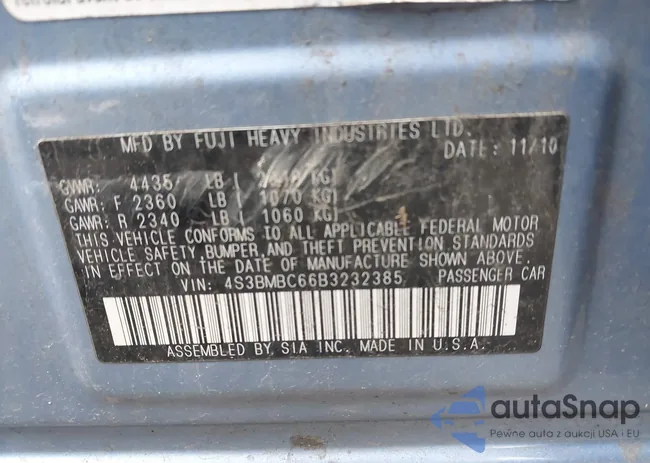 MFD BY FUJI HEAVY INDUSTRIES LTD.
DATE: 11/10
GVWR: 4435 LB ( KG)
GAWR: F 2360 LB ( 1070 KG)
GAWR: R 2340 LB ( 1060 KG)
THIS VEHICLE CONFORMS TO ALL APPLICABLE FEDERAL MOTOR
VEHICLE SAFETY, BUMPER, AND THEFT PREVENTION STANDARDS
IN EFFECT ON THE DATE OF MANUFACTURE SHOWN ABOVE.
VIN: 4S3BMBC66B3232385 PASSENGER CAR
ASSEMBLED BY SIA INC. MADE IN U.S.A.
autaSnap
Pewne auta z aukcji USA i EU